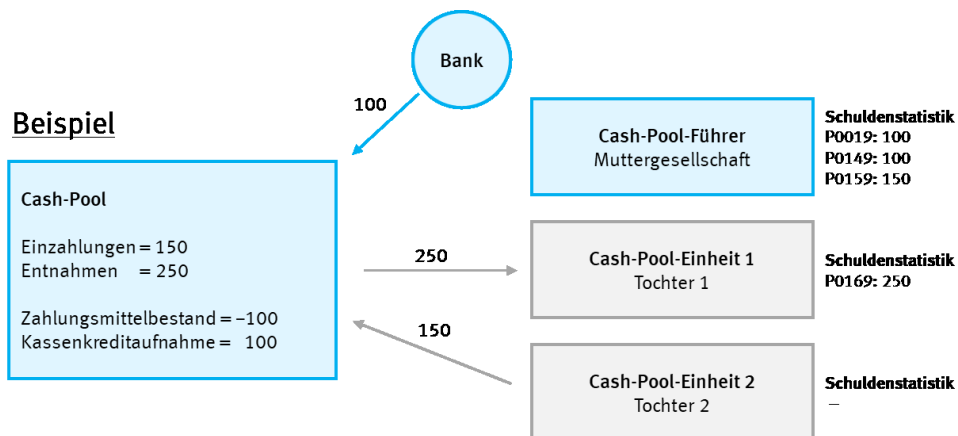 Bank
100
Beispiel
Cash-Pool
Einzahlungen = 150
Entnahmen = 250
Zahlungsmittelbestand = –100
Kassenkreditaufnahme = 100
250
150
Cash-Pool-Führer
Muttergesellschaft
Schuldenstatistik
P0019: 100
P0149: 100
P0159: 150
Cash-Pool-Einheit 1
Tochter 1
Schuldenstatistik
P0169: 250
Cash-Pool-Einheit 2
Tochter 2
Schuldenstatistik
–